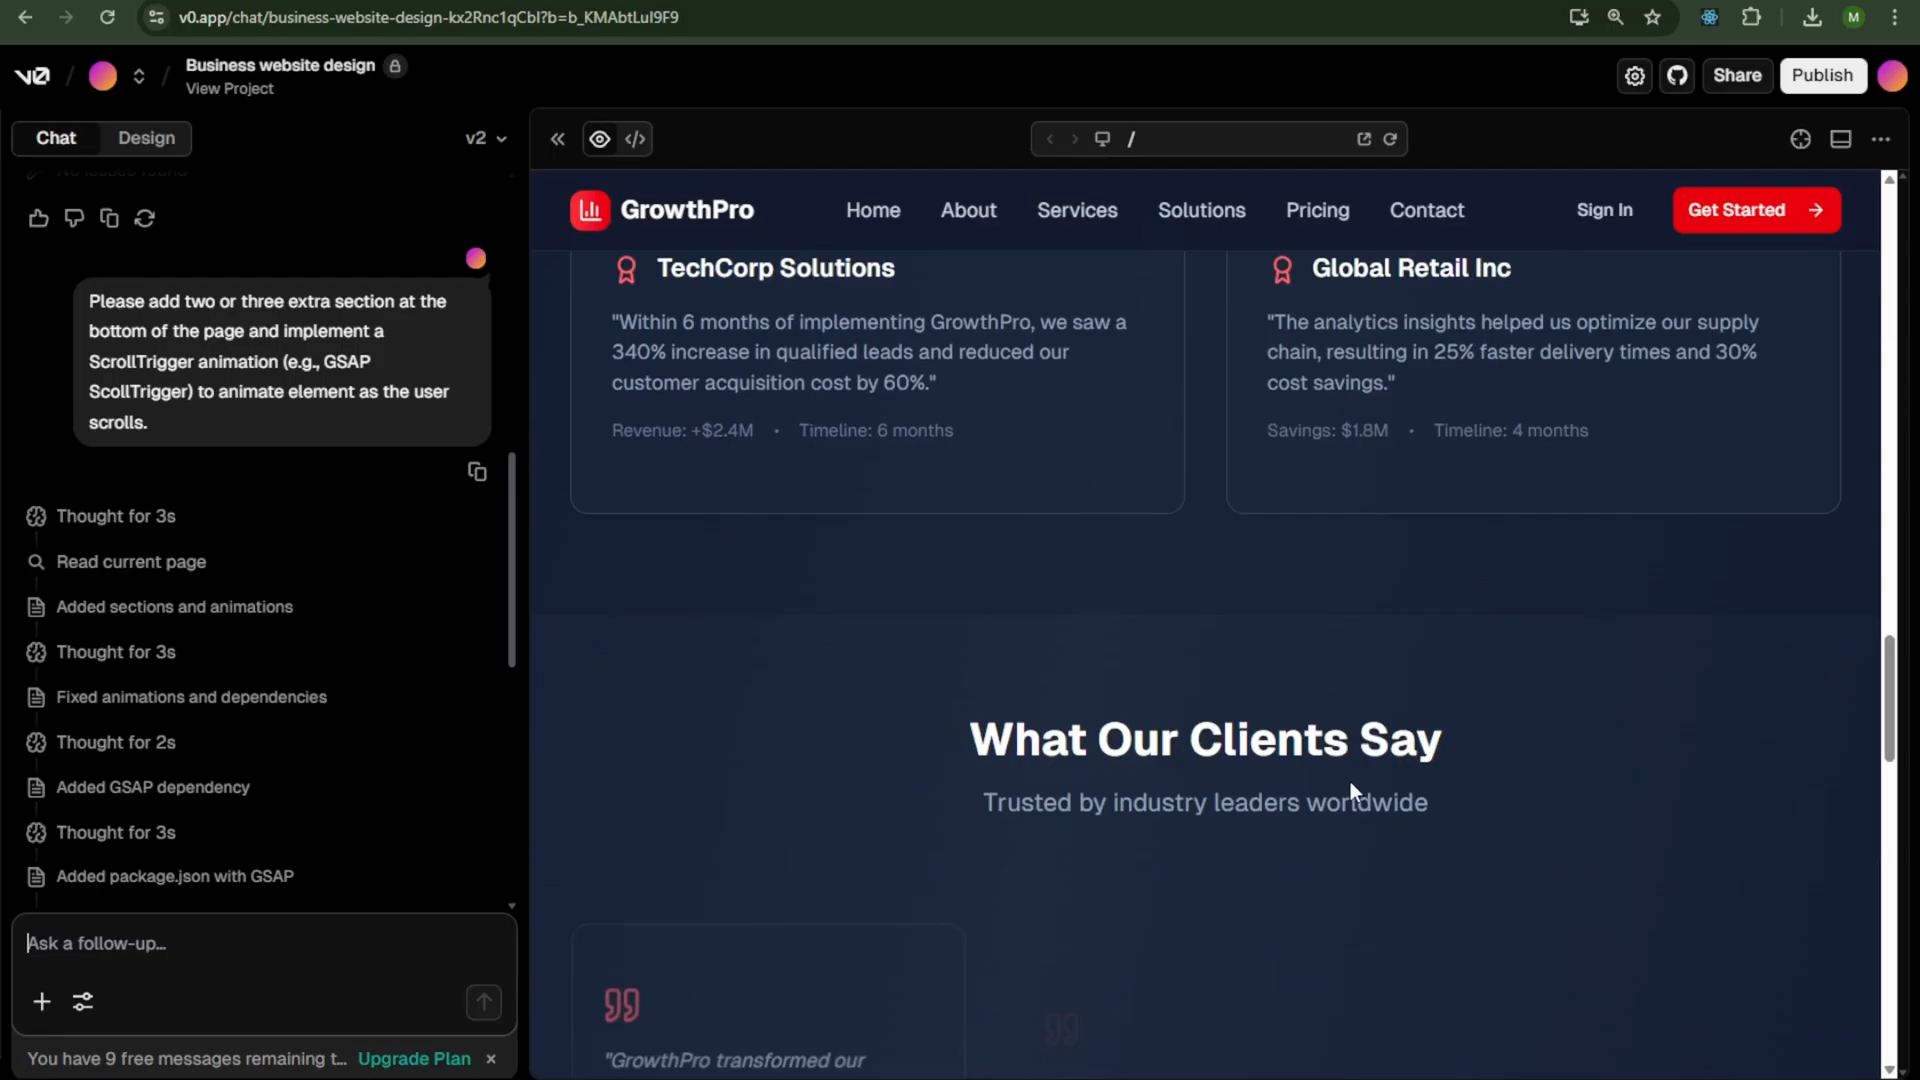 v0.app/chat/business-website-design-kx2Rnc1qCbI?b=b_KMAbtLuI9F9
M
v0
Business website design
View Project
Share
Publish
Chat
Design
v2
/
No issues found
Please add two or three extra section at the
bottom of the page and implement a
ScrollTrigger animation (e.g., GSAP
ScollTrigger) to animate element as the user
scrolls.
Thought for 3s
Read current page
Added sections and animations
Thought for 3s
Fixed animations and dependencies
Thought for 2s
Added GSAP dependency
Thought for 3s
Added package.json with GSAP
Ask a follow-up...
You have 9 free messages remaining t...
Upgrade Plan
GrowthPro
Home
About
Services
Solutions
Pricing
Contact
Sign In
Get Started
TechCorp Solutions
"Within 6 months of implementing GrowthPro, we saw a
340% increase in qualified leads and reduced our
customer acquisition cost by 60%."
Revenue: +$2.4M • Timeline: 6 months
Global Retail Inc
"The analytics insights helped us optimize our supply
chain, resulting in 25% faster delivery times and 30%
cost savings."
Savings: $1.8M • Timeline: 4 months
What Our Clients Say
Trusted by industry leaders worldwide
"GrowthPro transformed our